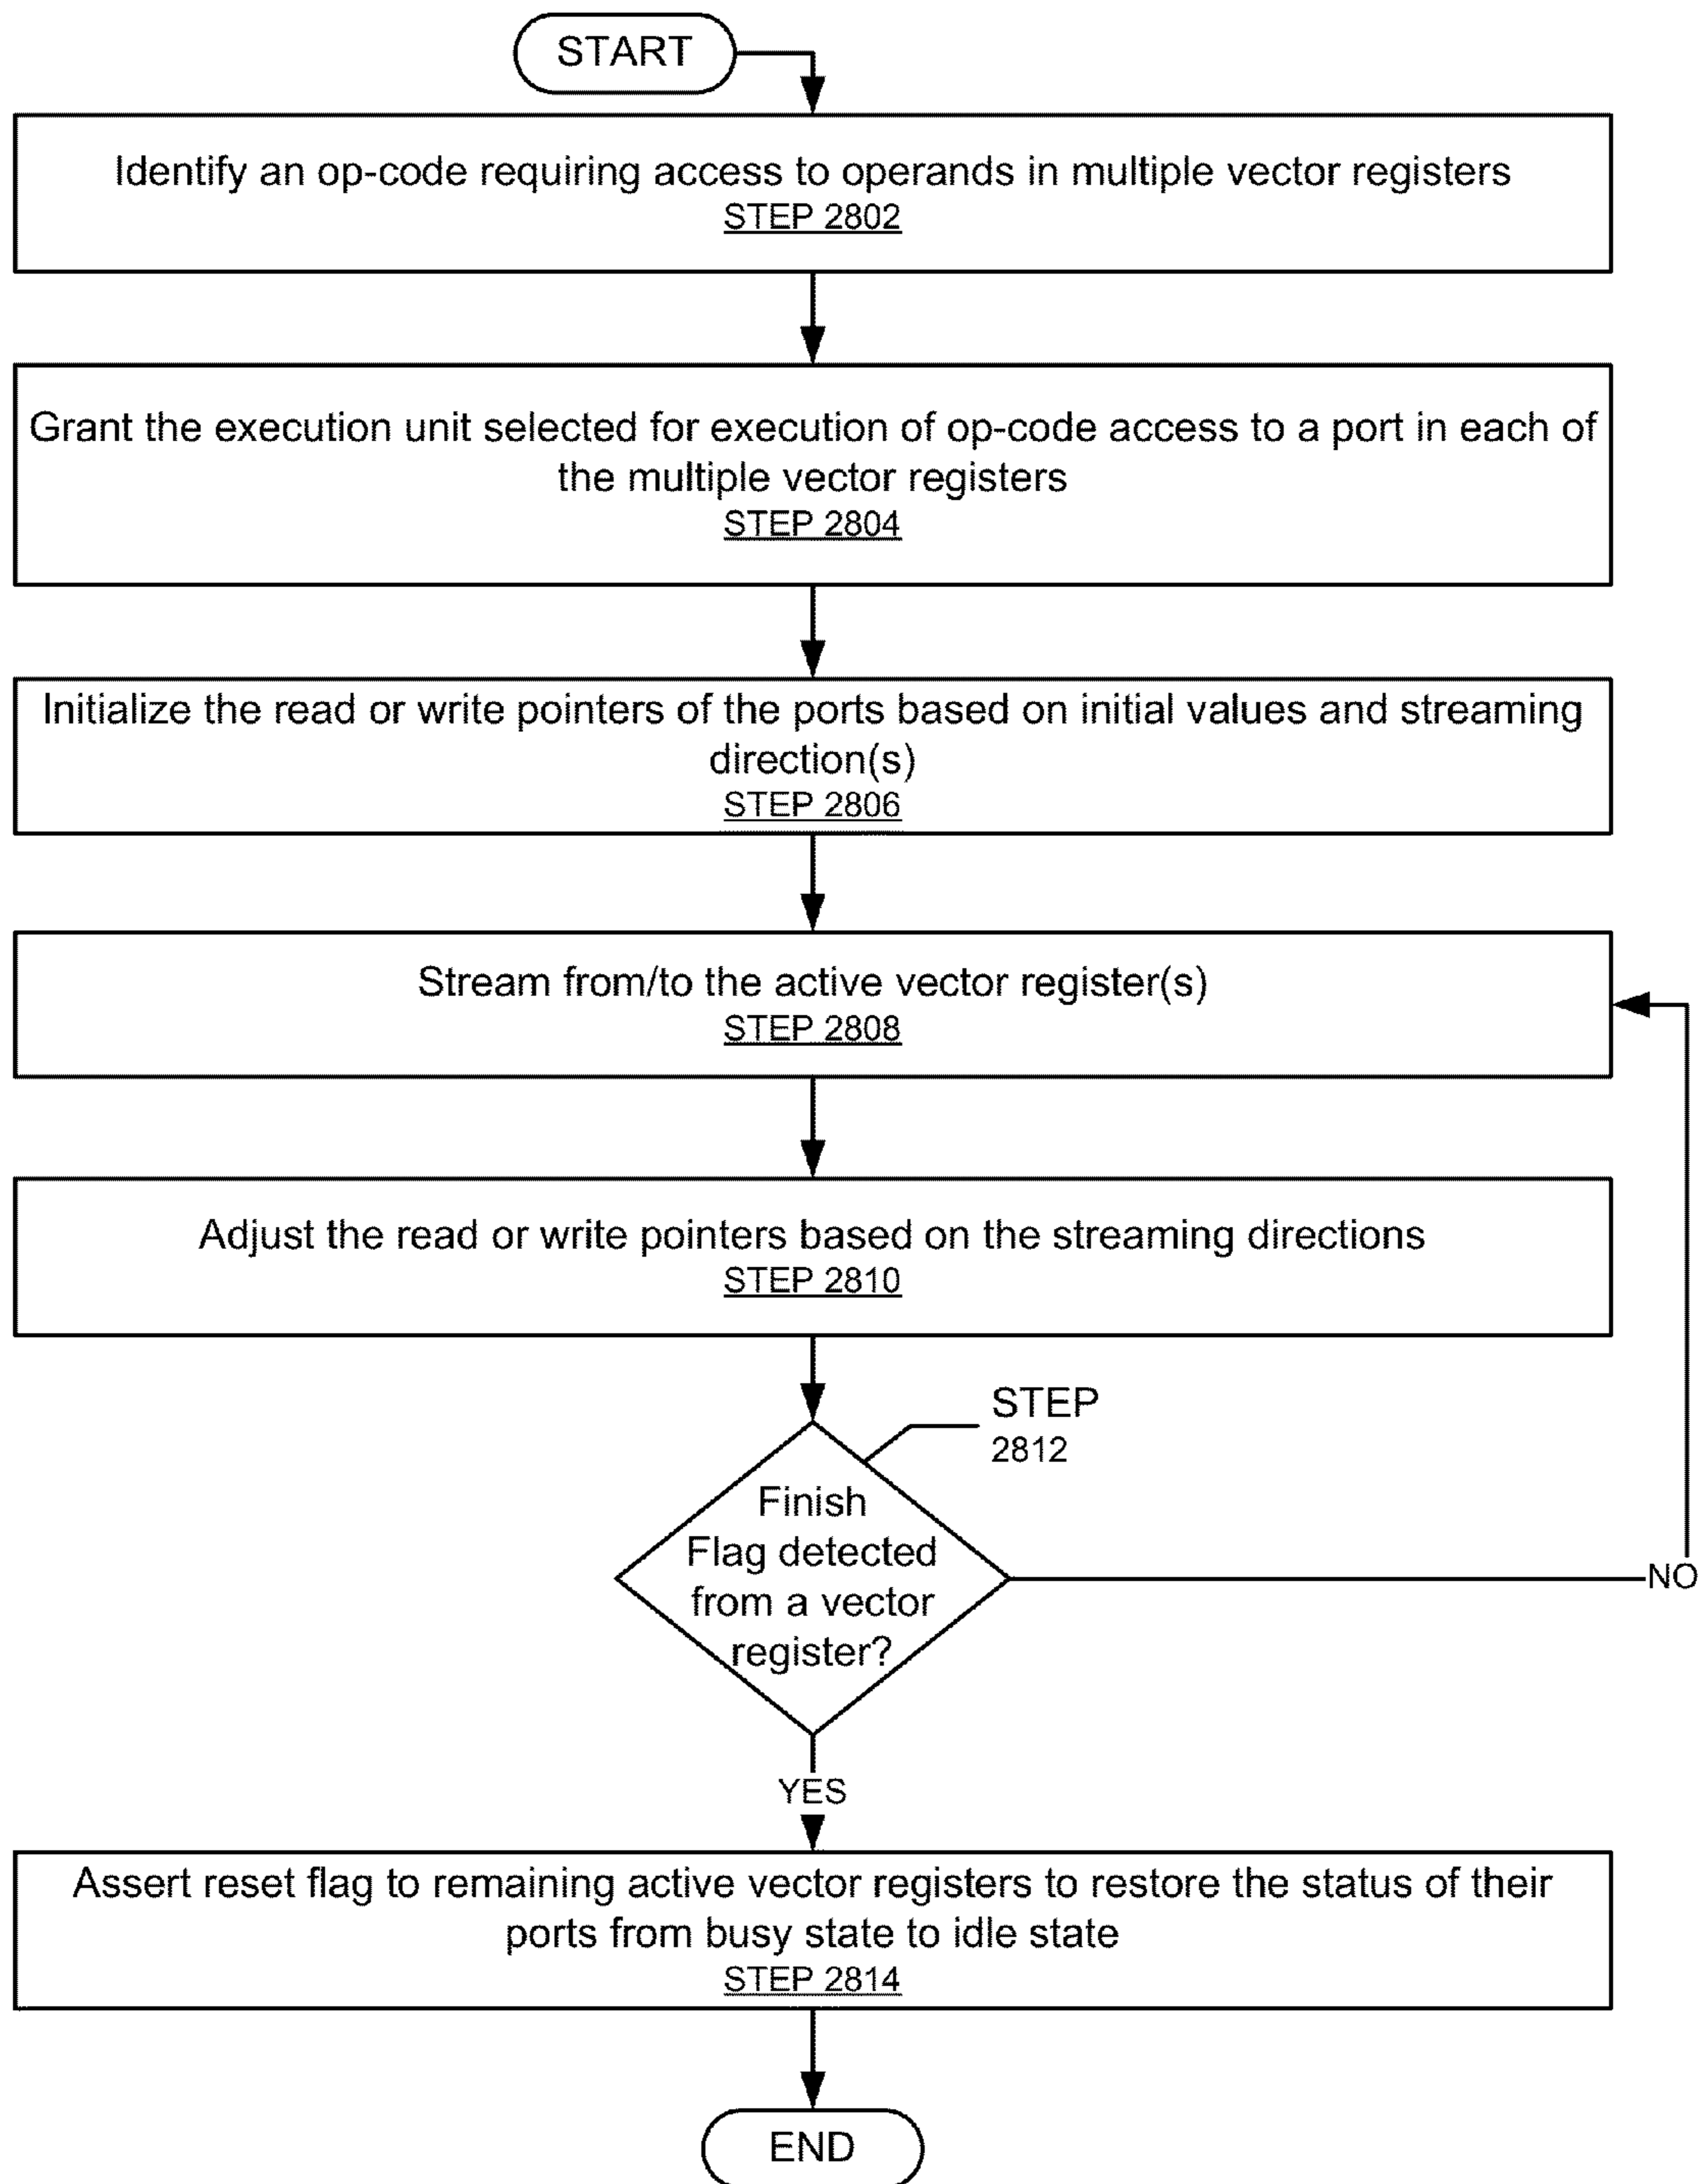 START
Identify an op-code requiring access to operands in multiple vector registers
STEP 2802
Grant the execution unit selected for execution of op-code access to a port in each of
the multiple vector registers
STEP 2804
Initialize the read or write pointers of the ports based on initial values and streaming
direction(s)
STEP 2806
Stream from/to the active vector register(s)
STEP 2808
Adjust the read or write pointers based on the streaming directions
STEP 2810
STEP
2812
Finish
Flag detected
from a vector
register?
NO
YES
Assert reset flag to remaining active vector registers to restore the status of their
ports from busy state to idle state
STEP 2814
END